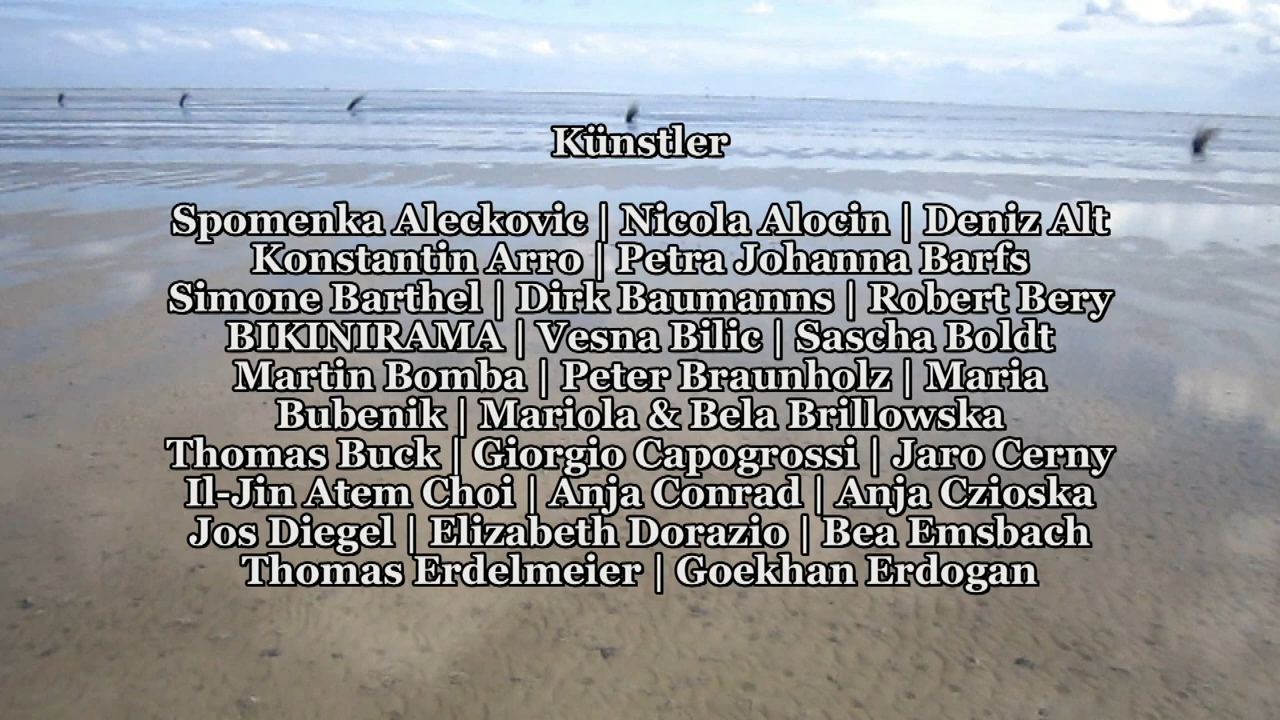 Künstler
Spomenka Aleckovic | Nicola Alocin | Deniz Alt
Konstantin Arro | Petra Johanna Barfs
Simone Barthel | Dirk Baumanns | Robert Bery
BIKINIRAMA | Vesna Bilic | Sascha Boldt
Martin Bomba | Peter Braunholz | Maria
Bubenik | Mariola & Bela Brillowska
Thomas Buck | Giorgio Capogrossi | Jaro Cerny
Il-Jin Atem Choi | Anja Conrad | Anja Czioska
Jos Diegel | Elizabeth Dorazio | Bea Emsbach
Thomas Erdelmeier | Goekhan Erdogan